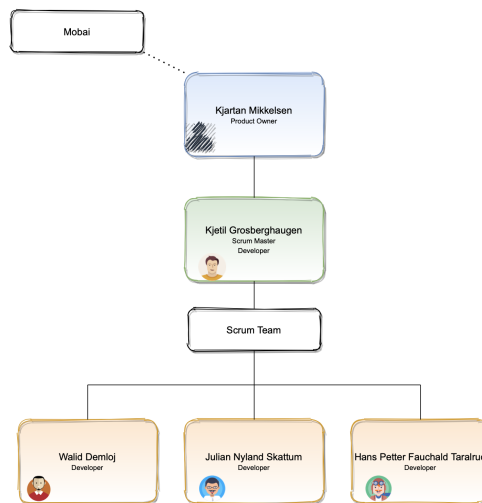 Mobai
Kjartan Mikkelsen
Product Owner
Kjetil Grosberghaugen
Scrum Master
Developer
Scrum Team
Walid Demloj
Developer
Julian Nyland Skattum
Developer
Hans Petter Fauchald Taralrud
Developer